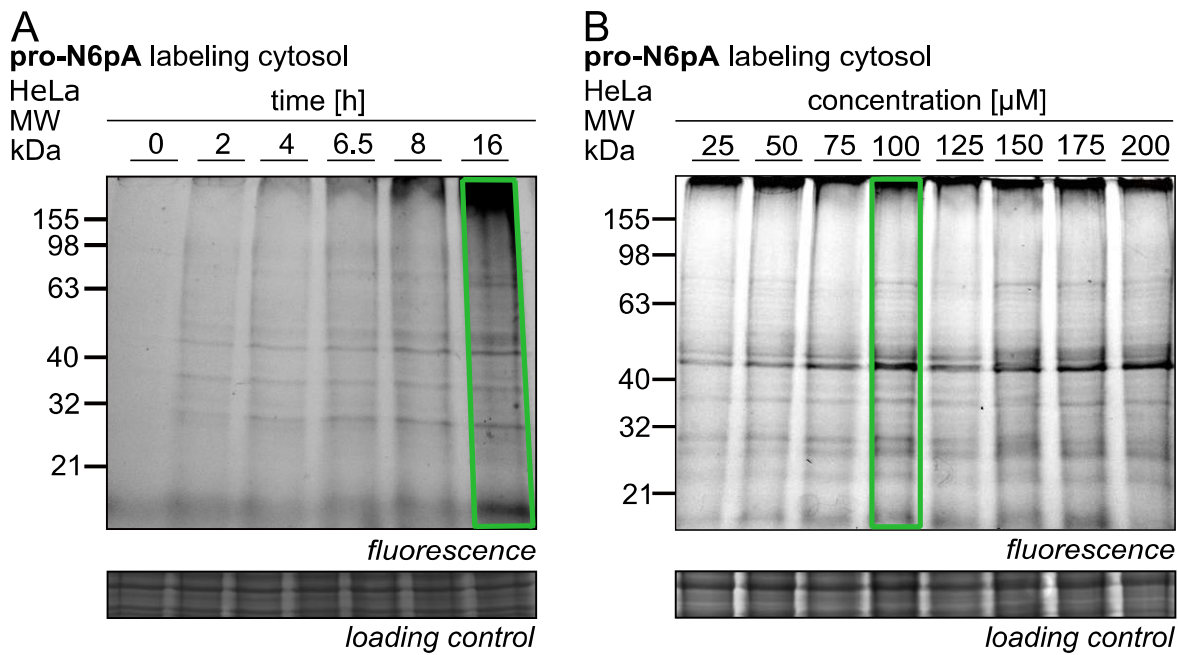 A
pro-N6pA labeling cytosol
HeLa
MW
kDa
time [h]
0 2 4 6.5 8 16
155
98
63
40
32
21
fluorescence
loading control
B
pro-N6pA labeling cytosol
HeLa
MW
kDa
concentration [µM]
25 50 75 100 125 150 175 200
155
98
63
40
32
21
fluorescence
loading control